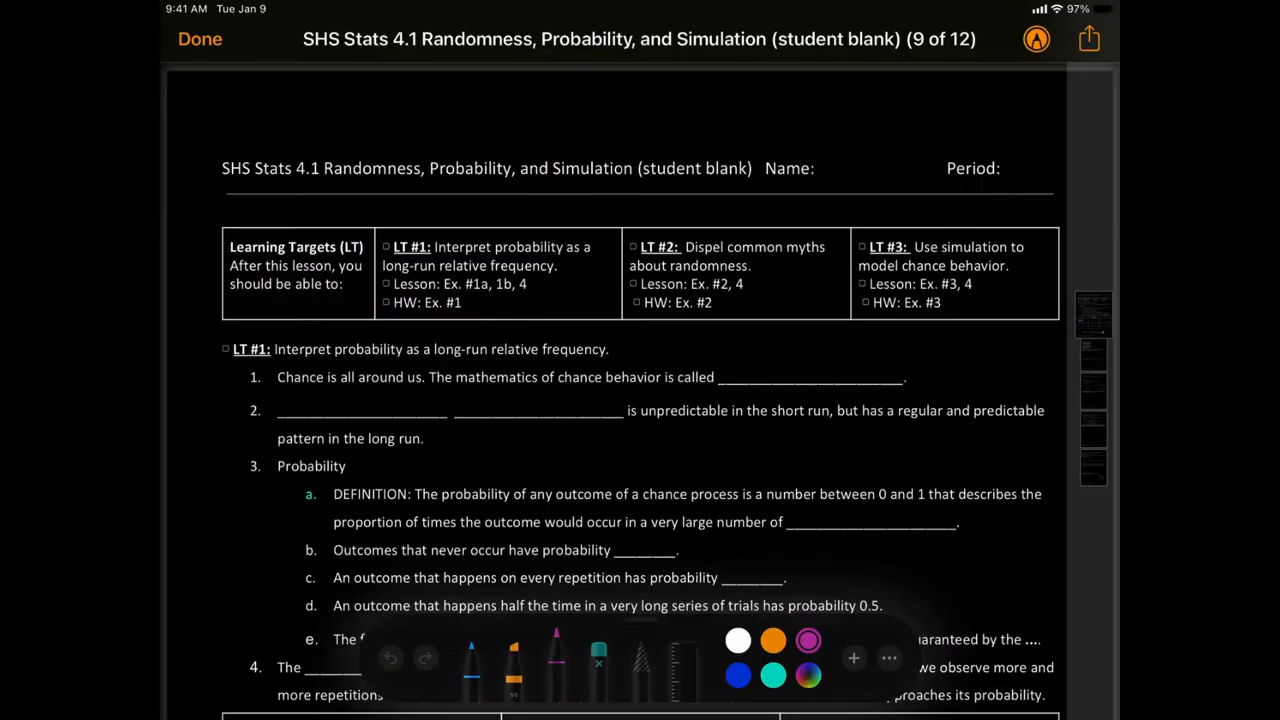 9:41 AM Tue Jan 9
97%
Done
SHS Stats 4.1 Randomness, Probability, and Simulation (student blank) (9 of 12)
SHS Stats 4.1 Randomness, Probability, and Simulation (student blank) Name: Period:
Learning Targets (LT)
After this lesson, you
should be able to:
LT #1: Interpret probability as a
long-run relative frequency.
Lesson: Ex. #1a, 1b, 4
HW: Ex. #1
LT #2: Dispel common myths
about randomness.
Lesson: Ex. #2, 4
HW: Ex. #2
LT #3: Use simulation to
model chance behavior.
Lesson: Ex. #3, 4
HW: Ex. #3
LT #1: Interpret probability as a long-run relative frequency.
1. Chance is all around us. The mathematics of chance behavior is called ________________________.
2. ______________________ ______________________ is unpredictable in the short run, but has a regular and predictable
pattern in the long run.
3. Probability
a. DEFINITION: The probability of any outcome of a chance process is a number between 0 and 1 that describes the
proportion of times the outcome would occur in a very large number of ______________________.
b. Outcomes that never occur have probability ________.
c. An outcome that happens on every repetition has probability ________.
d. An outcome that happens half the time in a very long series of trials has probability 0.5.
e. The by the ....
4. The ________ we observe more and
more repetitions its probability.
50